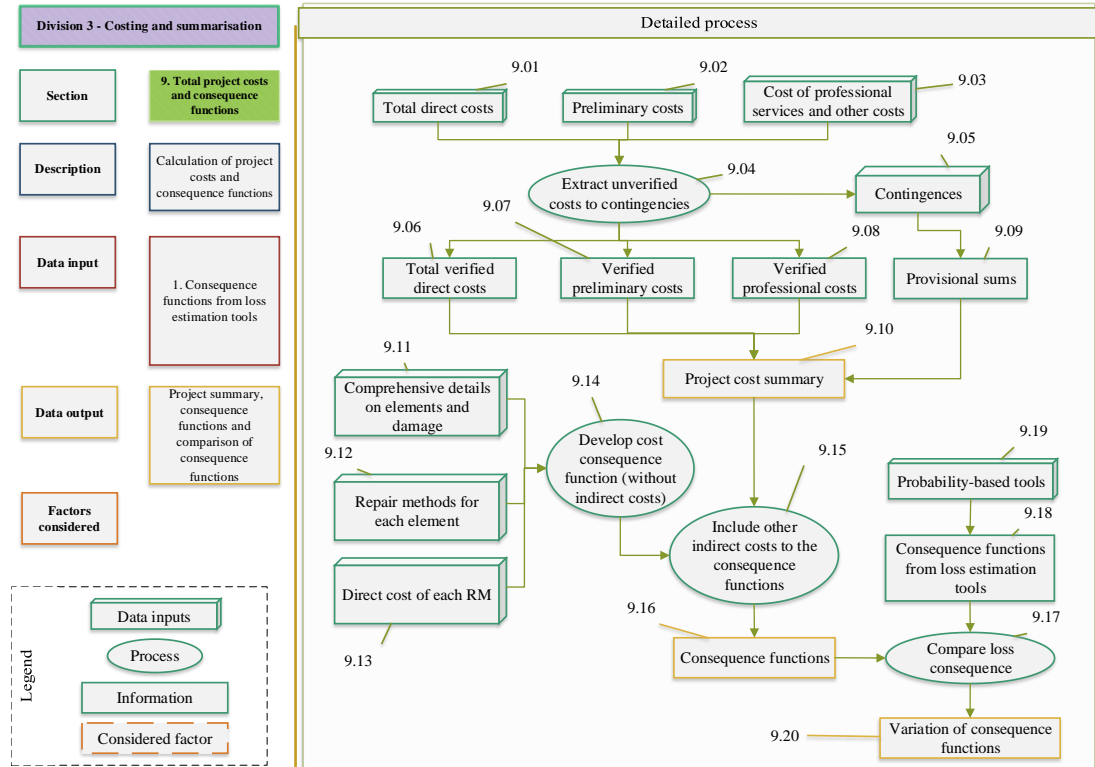 Division 3 - Costing and summarisation
Section
9. Total project costs
and consequence
functions
Description
Calculation of project
costs and
consequence functions
Data input
1. Consequence
functions from loss
estimation tools
Data output
Project summary,
consequence
functions and
comparison of
consequence
functions
Factors
considered
Legend
Data inputs
Process
Information
Considered factor
Detailed process
9.01
9.02
9.03
Total direct costs
Preliminary costs
Cost of professional
services and other costs
9.04
9.05
Extract unverified
costs to contingencies
Contingences
9.06
9.07
9.08
9.09
Total verified
direct costs
Verified
preliminary costs
Verified
professional costs
Provisional sums
9.10
Project cost summary
9.11
Comprehensive details
on elements and
damage
9.12
Repair methods for
each element
Direct cost of each RM
9.13
9.14
Develop cost
consequence
function (without
indirect costs)
9.15
Include other
indirect costs to the
consequence
functions
9.16
Consequence functions
9.19
Probability-based tools
9.18
Consequence functions
from loss estimation
tools
9.17
Compare loss
consequence
9.20
Variation of consequence
functions